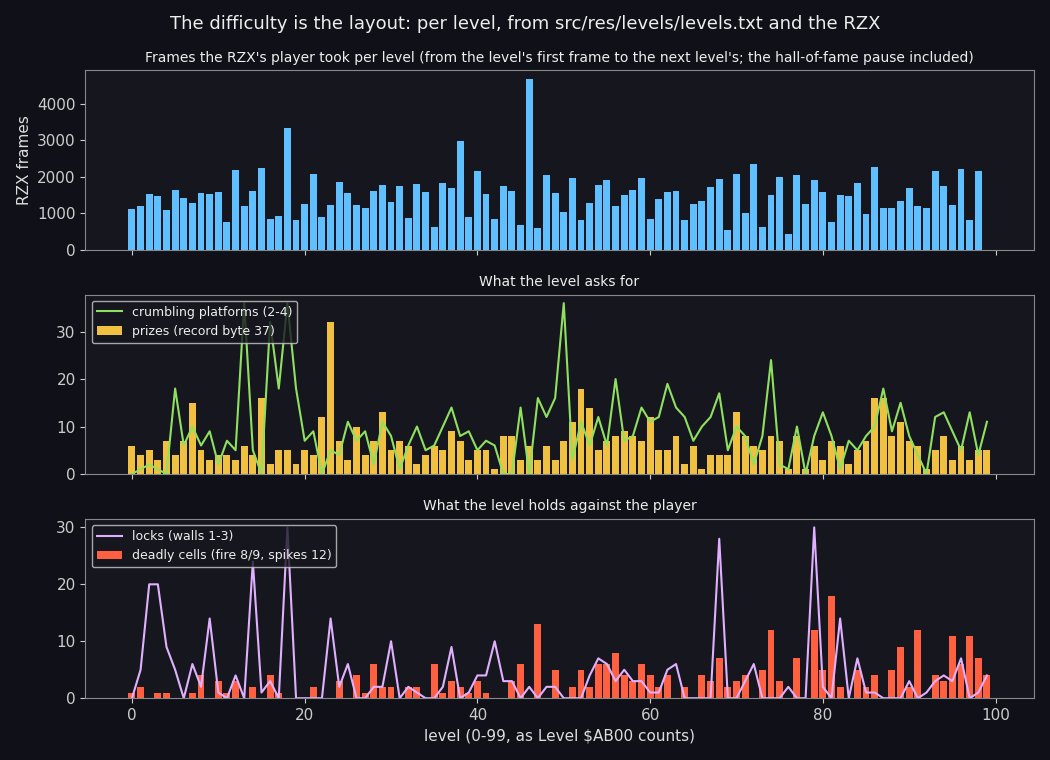 The difficulty is the layout: per level, from src/res/levels/levels.txt and the RZX
Frames the RZX's player took per level (from the level's first frame to the next level's; the hall-of-fame pause included)
RZX frames
4000
3000
2000
1000
0
What the level asks for
crumbling platforms (2-4)
prizes (record byte 37)
30
20
10
0
What the level holds against the player
locks (walls 1-3)
deadly cells (fire 8/9, spikes 12)
30
20
10
0
0 20 40 60 80 100
level (0-99, as Level $AB00 counts)